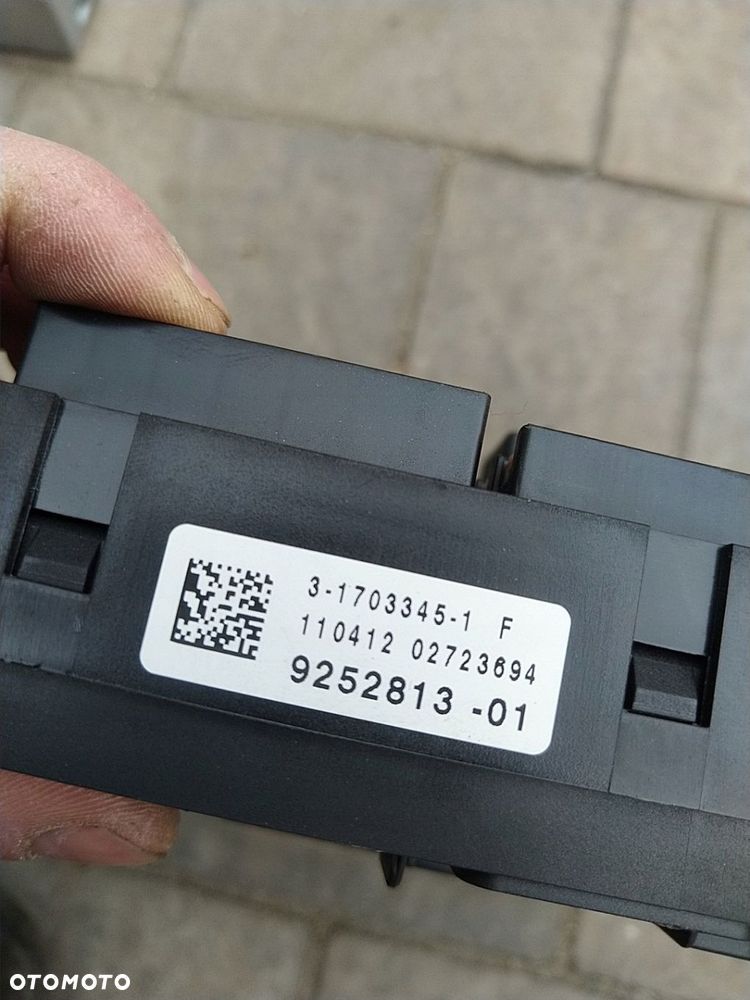 3-1703345-1 F
110412 02723694
9252813 -01
OTOMOTO